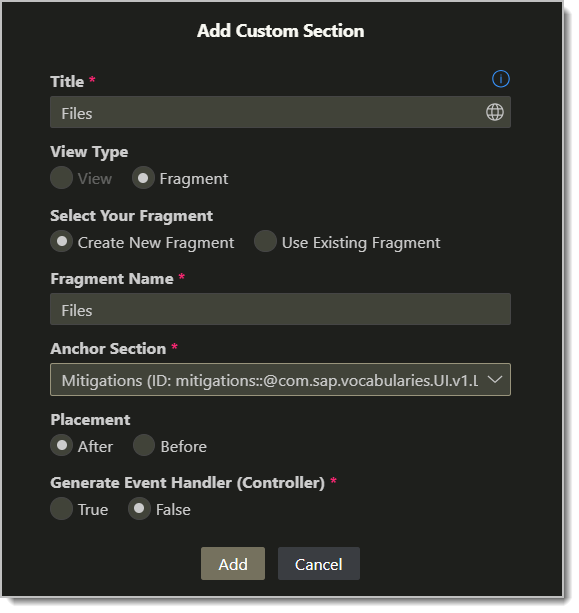 Add Custom Section
Title *
Files
View Type
View Fragment
Select Your Fragment
Create New Fragment Use Existing Fragment
Fragment Name *
Files
Anchor Section *
Mitigations (ID: mitigations::@com.sap.vocabularies.UI.v1.L
Placement
After Before
Generate Event Handler (Controller) *
True False
Add Cancel